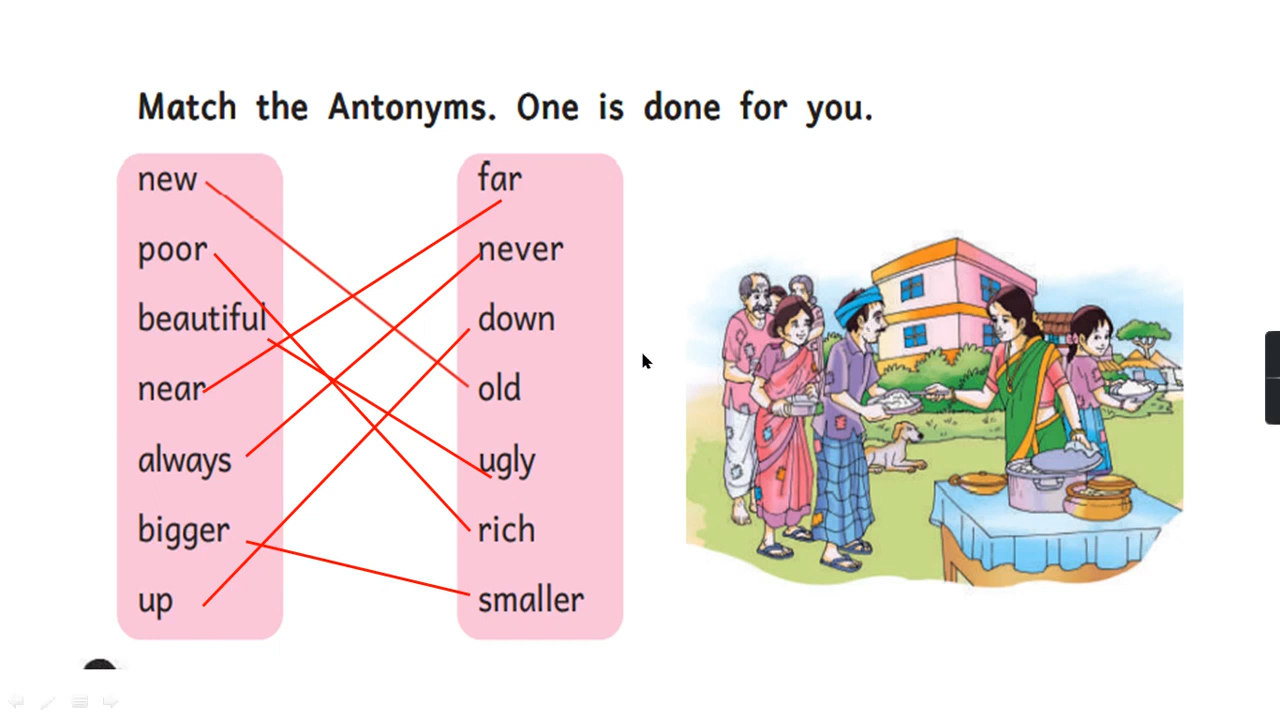 Match the Antonyms. One is done for you.
new far
poor never
beautiful down
near old
always ugly
bigger rich
up smaller